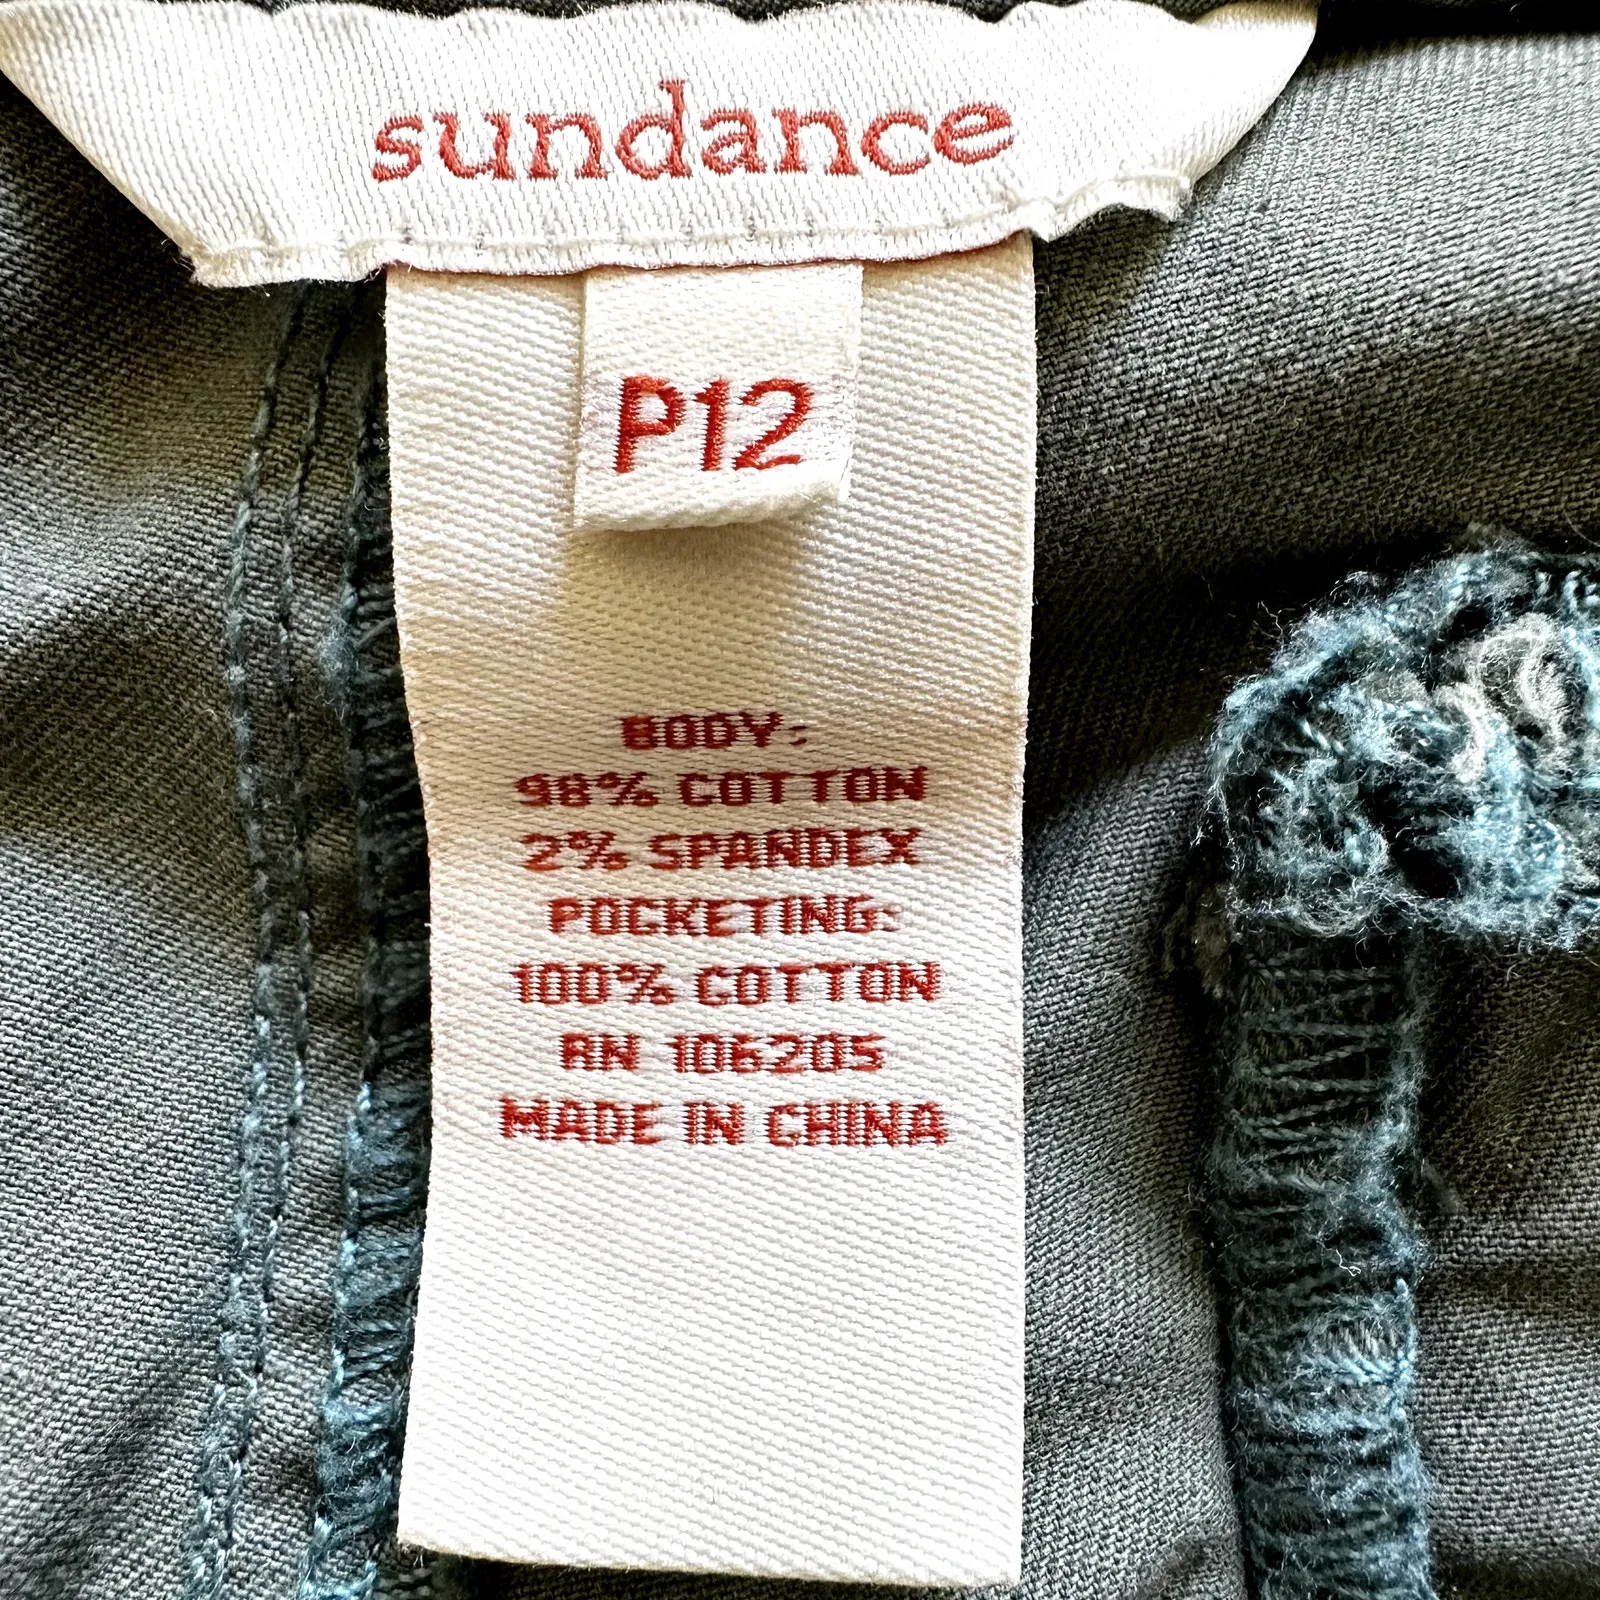 sundance
P12
BODY:
98% COTTON
2% SPANDEX
POCKETING:
100% COTTON
RN 106205
MADE IN CHINA